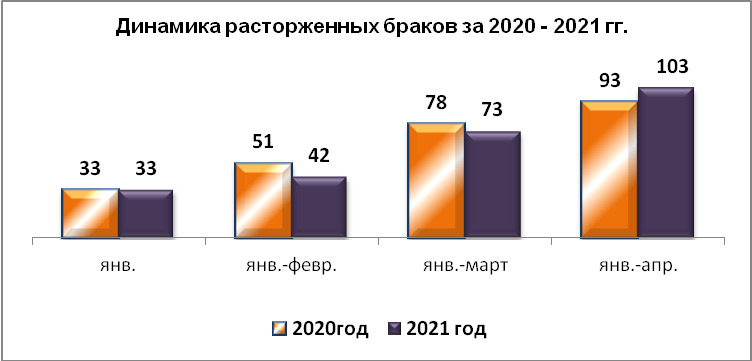 Динамика расторженных браков за 2020 - 2021 гг.
33 33
51 42
78 73
93 103
янв. янв.-февр. янв.-март янв.-апр.
2020год 2021 год